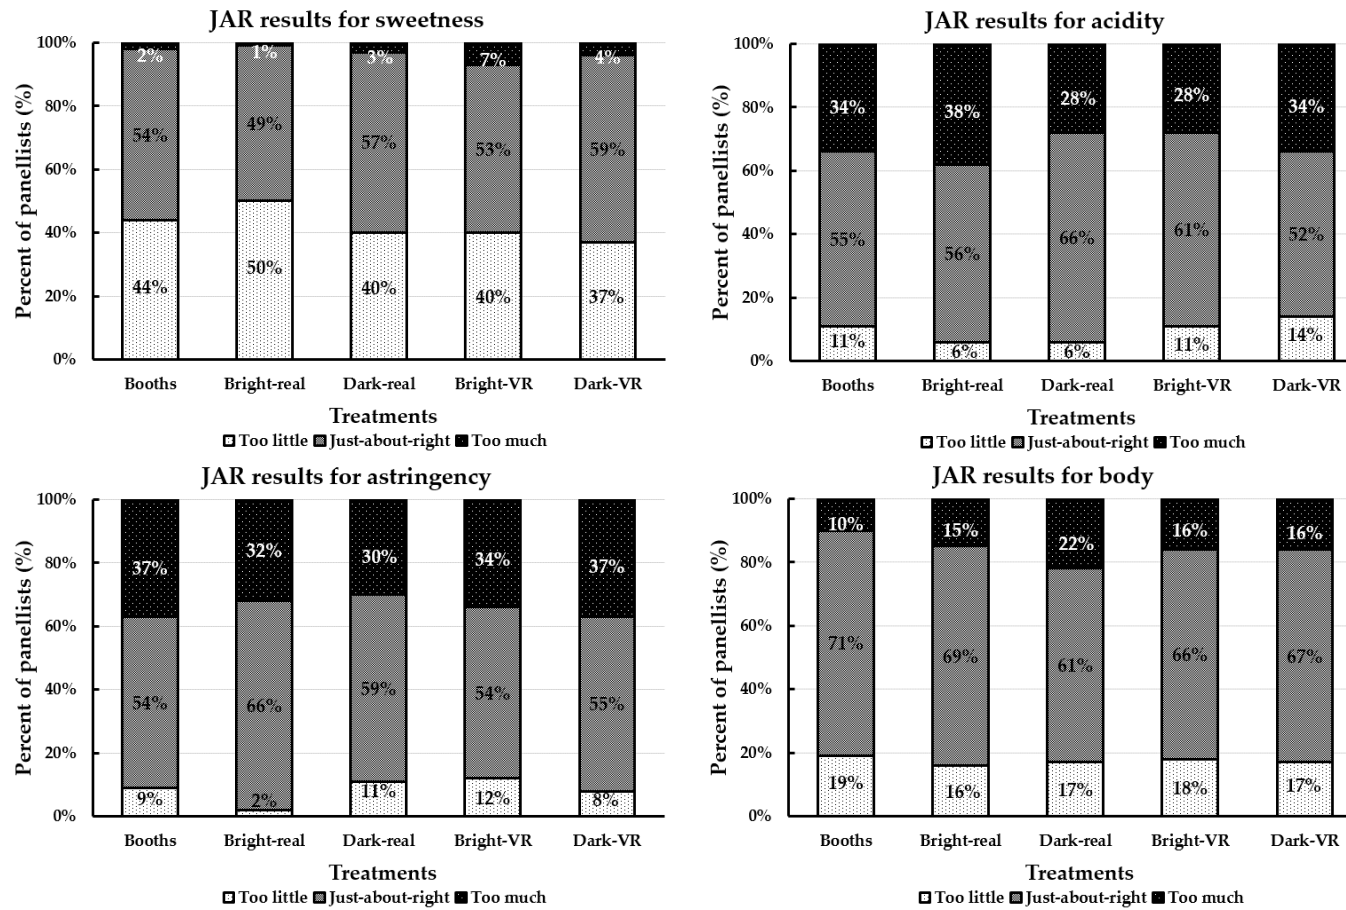 JAR results for sweetness
Percent of panellists (%)
100%
80%
60%
40%
20%
0%
2% 1% 3% 7% 4%
54% 49% 57% 53% 59%
44% 50% 40% 40% 37%
Booths Bright-real Dark-real Bright-VR Dark-VR
Treatments
Too little Just-about-right Too much
JAR results for acidity
Percent of panellists (%)
100%
80%
60%
40%
20%
0%
34% 38% 28% 28% 34%
55% 56% 66% 61% 52%
11% 6% 6% 11% 14%
Booths Bright-real Dark-real Bright-VR Dark-VR
Treatments
Too little Just-about-right Too much
JAR results for astringency
Percent of panellists (%)
100%
80%
60%
40%
20%
0%
37% 32% 30% 34% 37%
54% 66% 59% 54% 55%
9% 2% 11% 12% 8%
Booths Bright-real Dark-real Bright-VR Dark-VR
Treatments
Too little Just-about-right Too much
JAR results for body
Percent of panellists (%)
100%
80%
60%
40%
20%
0%
10% 15% 22% 16% 16%
71% 69% 61% 66% 67%
19% 16% 17% 18% 17%
Booths Bright-real Dark-real Bright-VR Dark-VR
Treatments
Too little Just-about-right Too much